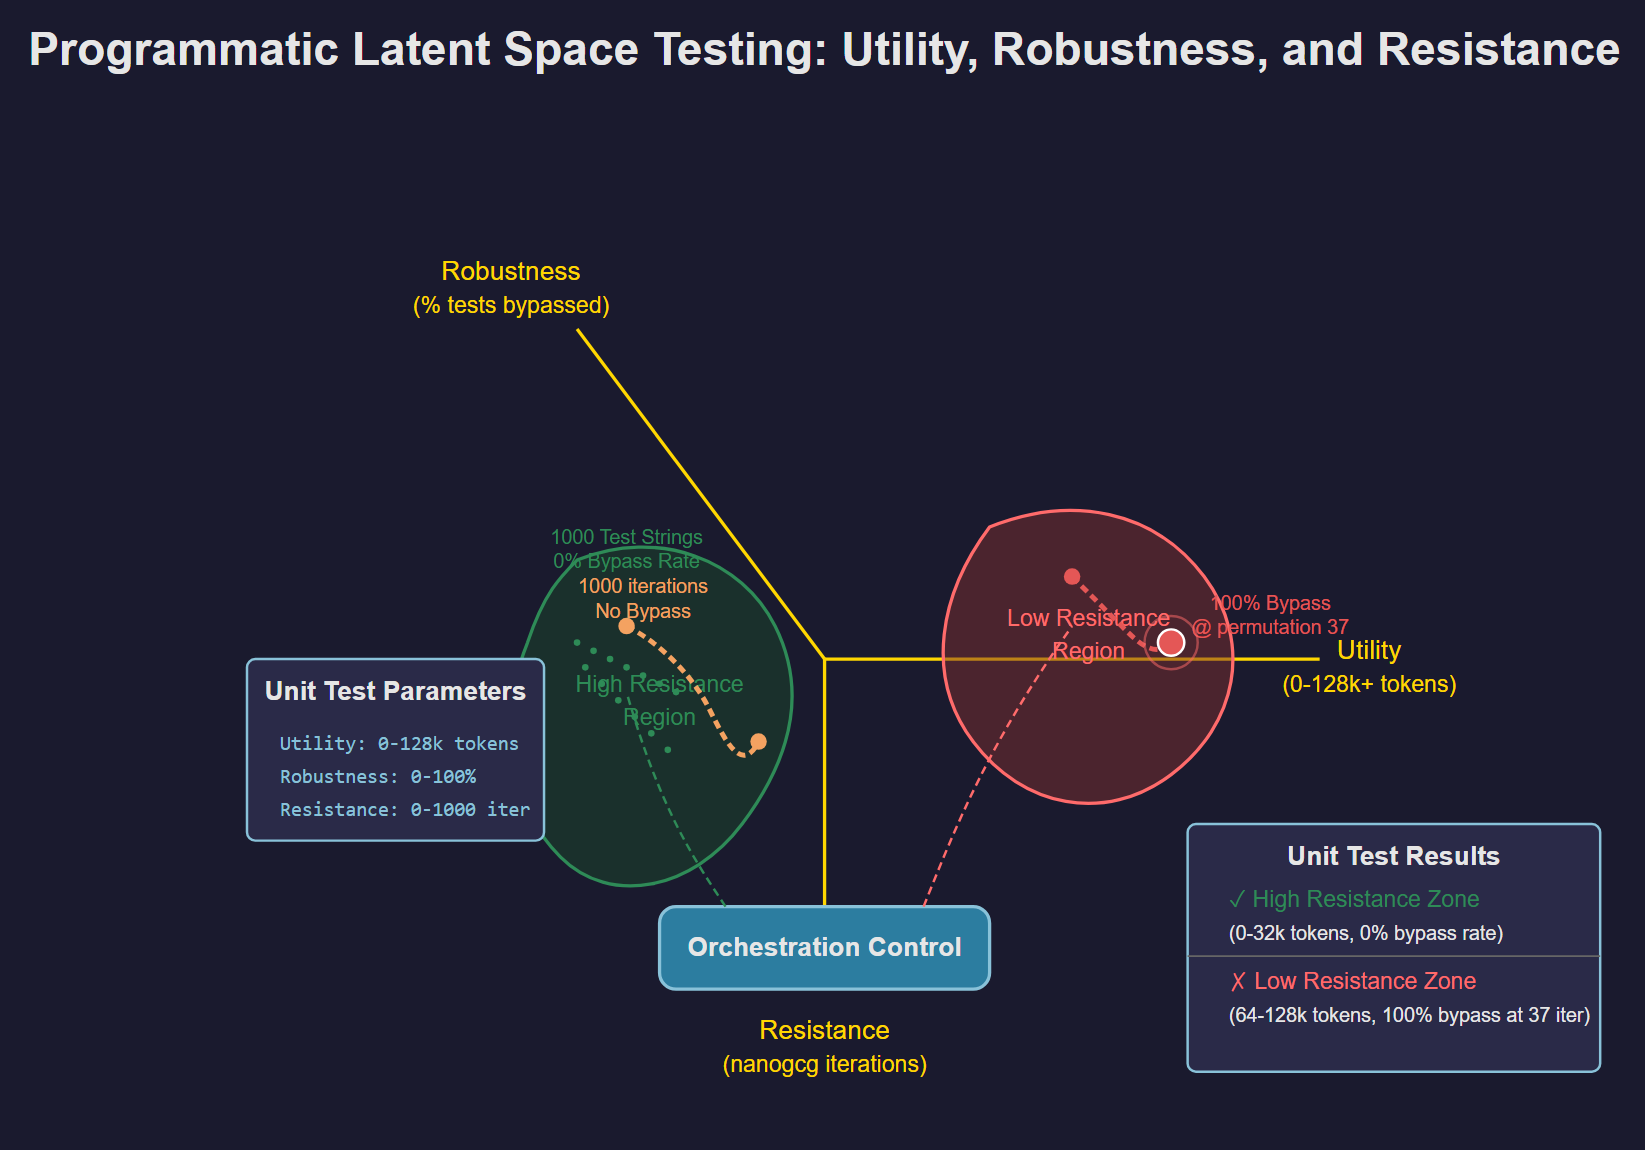 Programmatic Latent Space Testing: Utility, Robustness, and Resistance
Robustness
(% tests bypassed)
1000 Test Strings
0% Bypass Rate
1000 iterations
No Bypass
High Resistance
Region
Low Resistance
Region
100% Bypass
@ permutation 37
Utility
(0-128k+ tokens)
Unit Test Parameters
Utility: 0-128k tokens
Robustness: 0-100%
Resistance: 0-1000 iter
Orchestration Control
Resistance
(nanogcg iterations)
Unit Test Results
✓ High Resistance Zone
(0-32k tokens, 0% bypass rate)
✗ Low Resistance Zone
(64-128k tokens, 100% bypass at 37 iter)